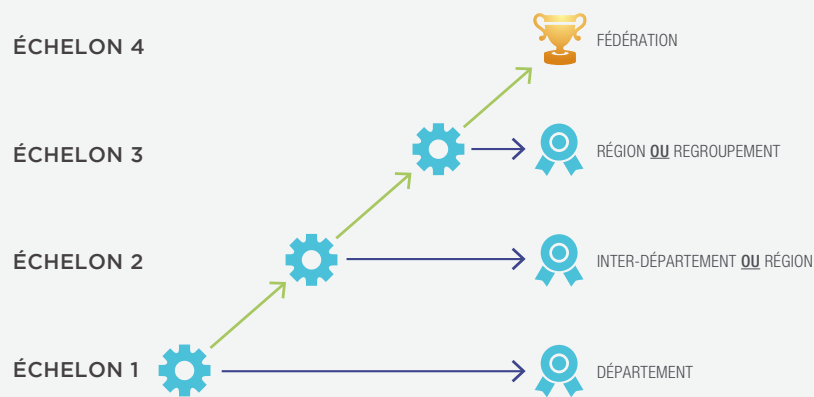 ÉCHELON 4
FÉDÉRATION
ÉCHELON 3
RÉGION OU REGROUPEMENT
ÉCHELON 2
INTER-DÉPARTEMENT OU RÉGION
ÉCHELON 1
DÉPARTEMENT